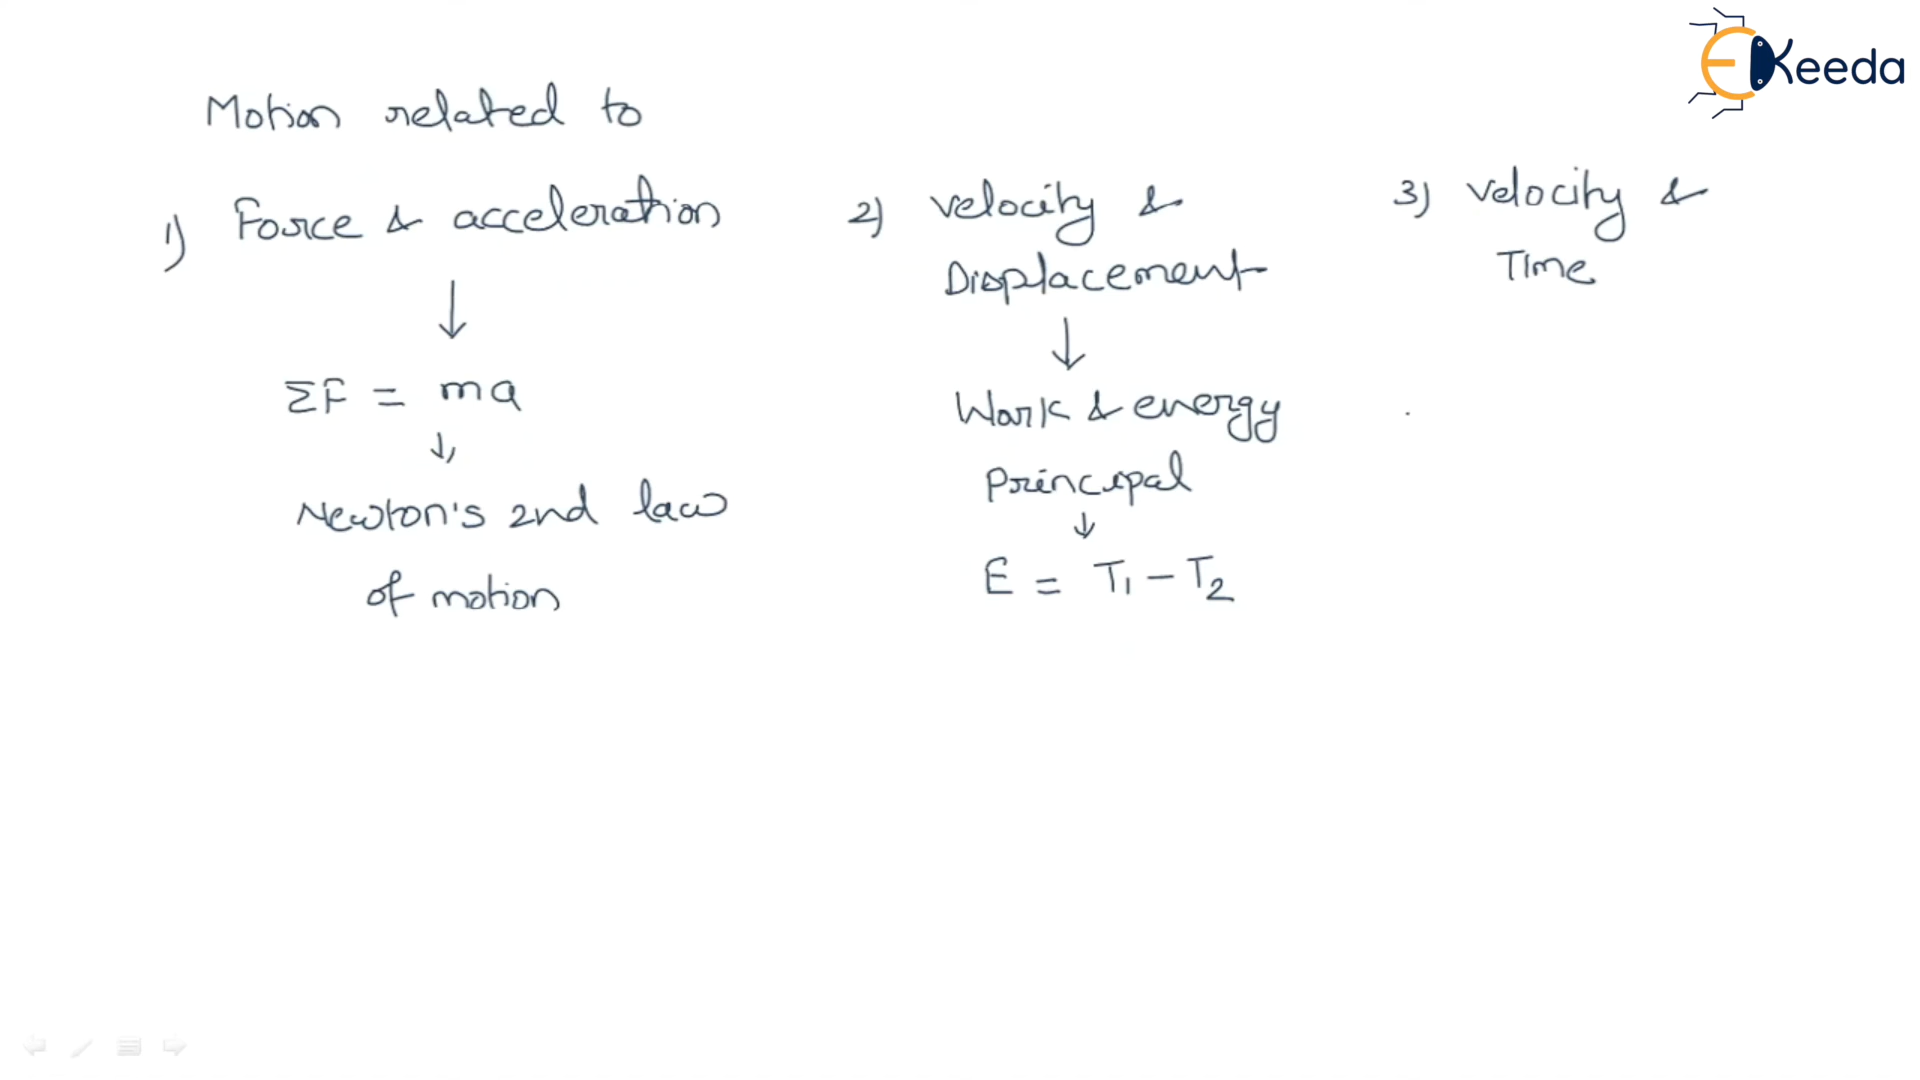 EKeeda
Motion related to
1) Force & acceleration
ΣF = ma
Newton's 2nd law
of motion
2) Velocity &
Displacement
Work & energy
Principal
E = T₁ - T₂
3) Velocity &
Time